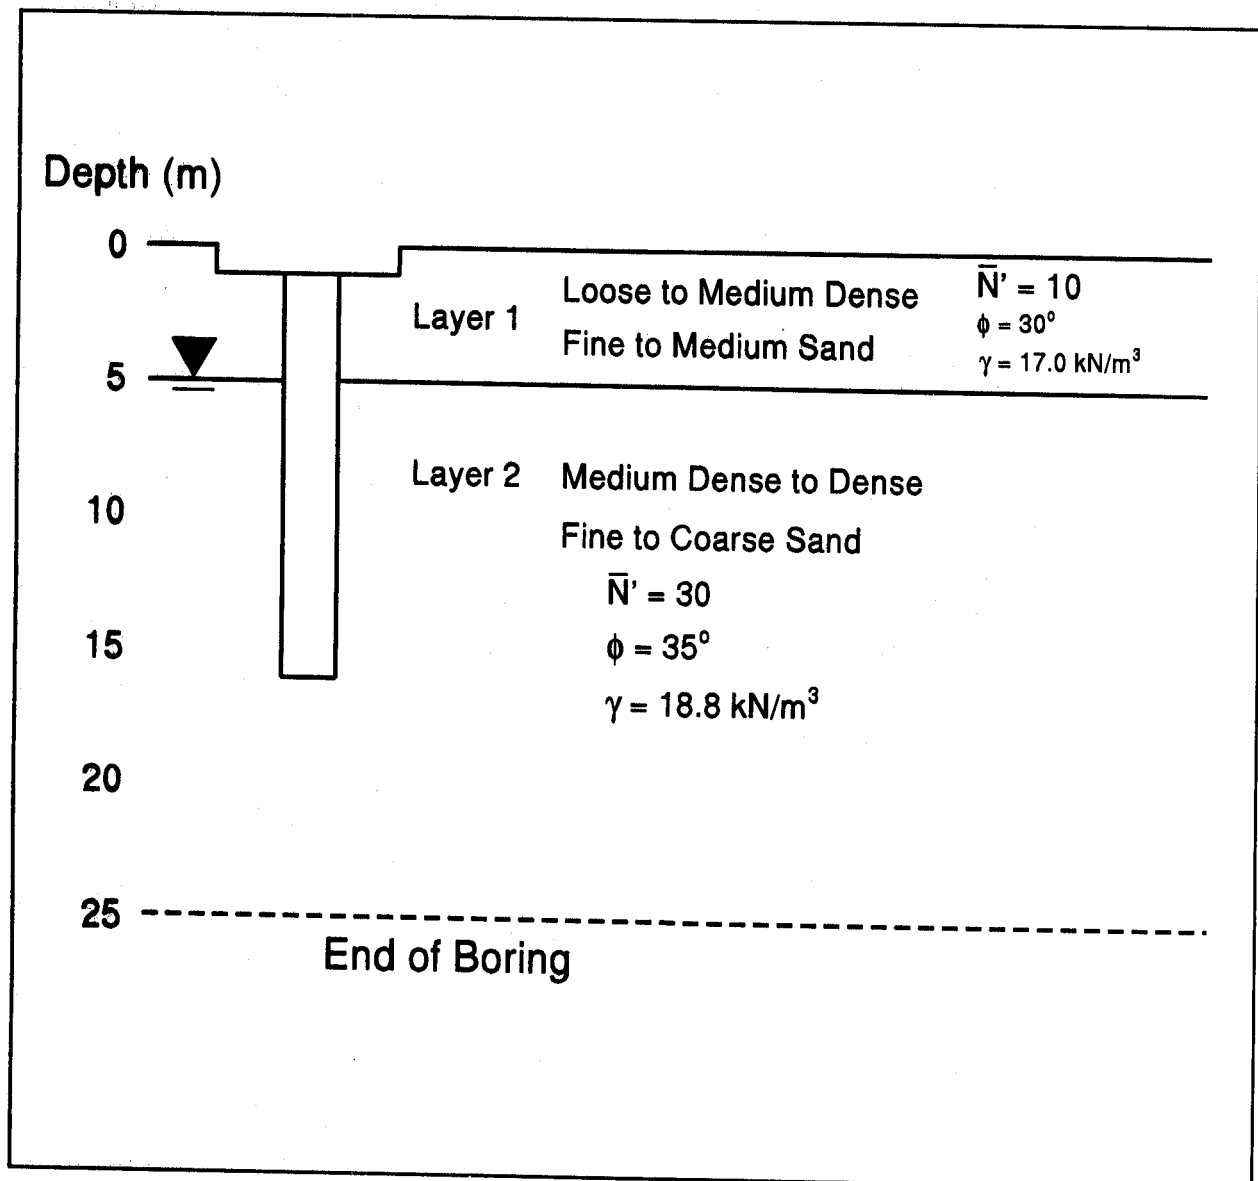 Depth (m)
0
Layer 1
Loose to Medium Dense
Fine to Medium Sand
N̄' = 10
ϕ = 30⁰
γ = 17.0 kN/m³
5
Layer 2
Medium Dense to Dense
Fine to Coarse Sand
N̄' = 30
ϕ = 35⁰
γ = 18.8 kN/m³
10
15
20
25
End of Boring